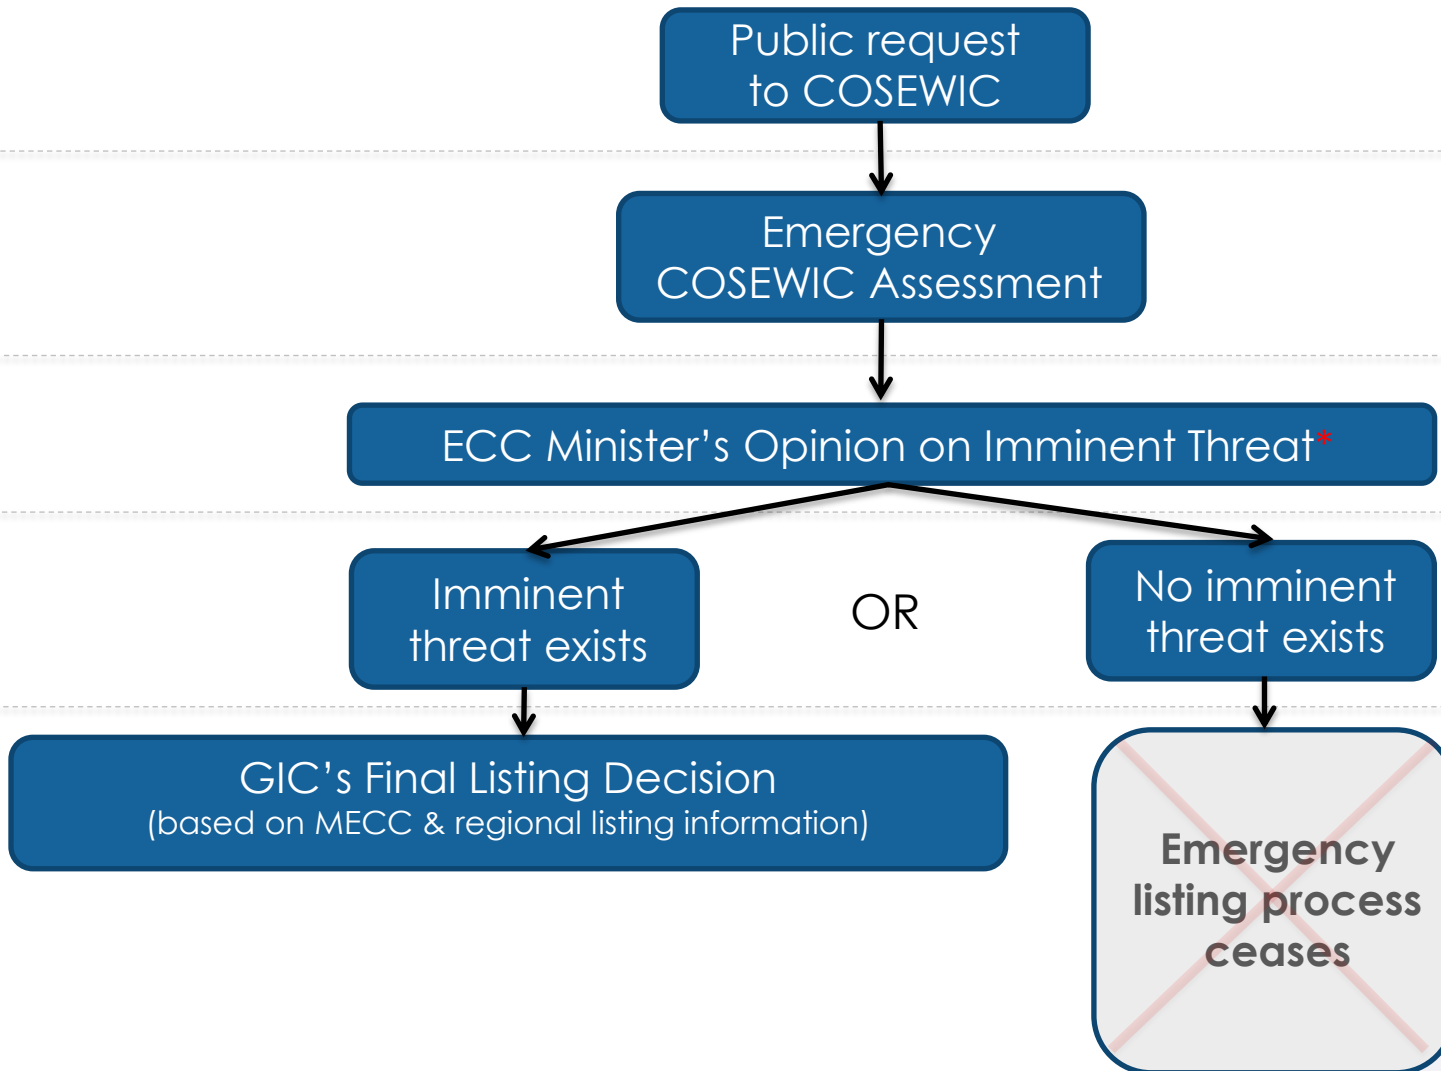 Public request
to COSEWIC
Emergency
COSEWIC Assessment
ECC Minister’s Opinion on Imminent Threat*
Imminent
threat exists
OR
No imminent
threat exists
GIC’s Final Listing Decision
(based on MECC & regional listing information)
Emergency
listing process
ceases